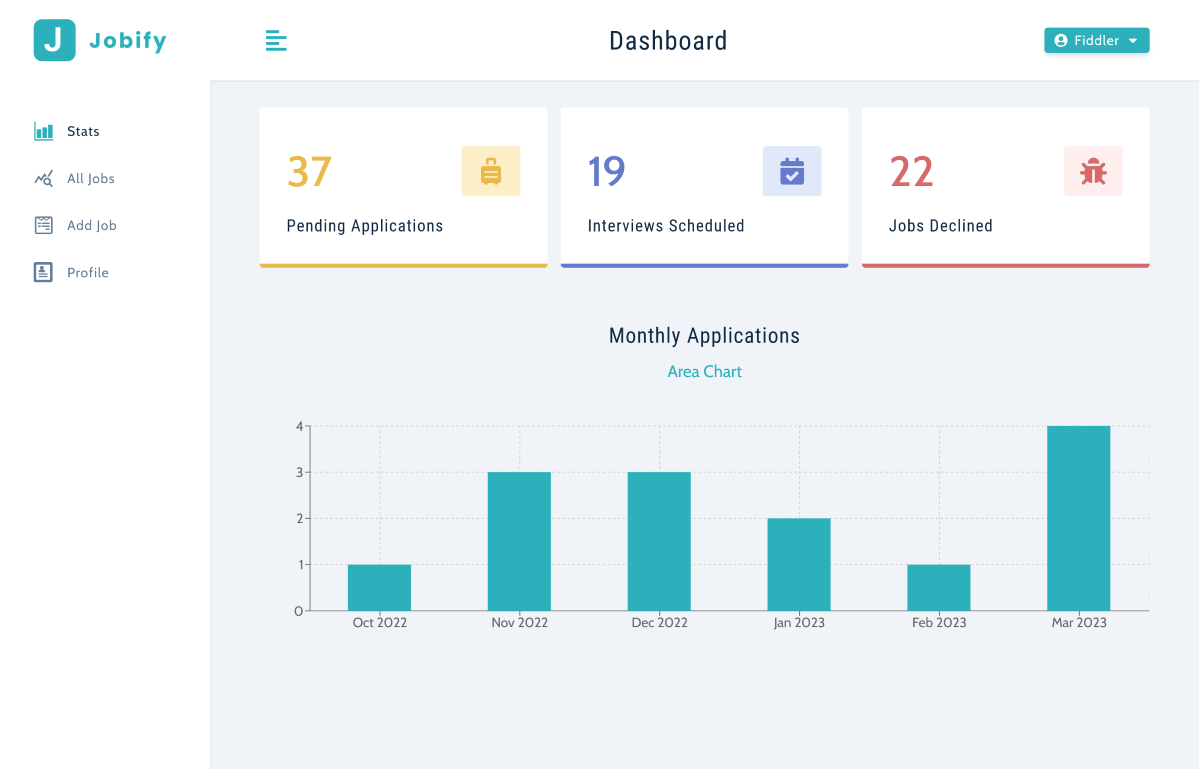 J Jobify
Dashboard
Fiddler
Stats
All Jobs
Add Job
Profile
37
Pending Applications
19
Interviews Scheduled
22
Jobs Declined
Monthly Applications
Area Chart
4
3
2
1
0
Oct 2022 Nov 2022 Dec 2022 Jan 2023 Feb 2023 Mar 2023